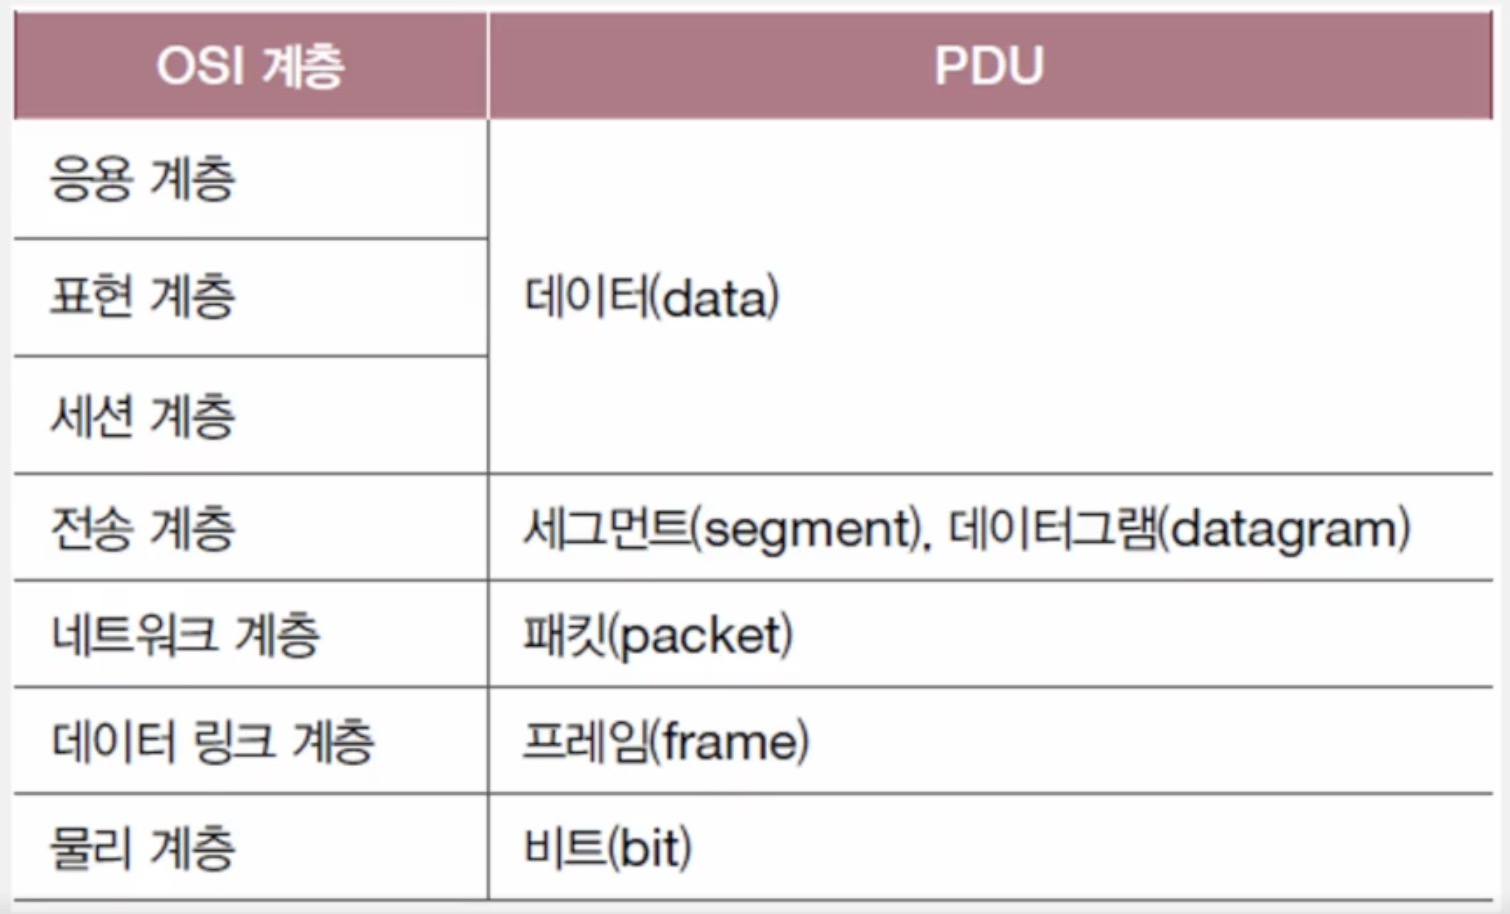 OSI 계층 PDU
응용 계층
표현 계층 데이터(data)
세션 계층
전송 계층 세그먼트(segment), 데이터그램(datagram)
네트워크 계층 패킷(packet)
데이터 링크 계층 프레임(frame)
물리 계층 비트(bit)